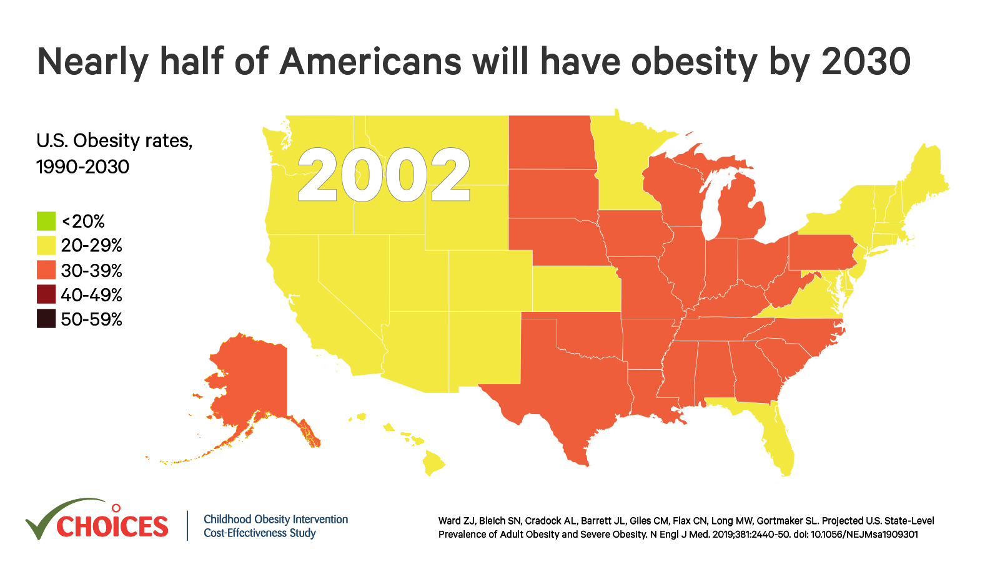 Nearly half of Americans will have obesity by 2030
U.S. Obesity rates,
1990-2030
2002
<20%
20-29%
30-39%
40-49%
50-59%
CHOICES
Childhood Obesity Intervention
Cost-Effectiveness Study
Ward ZJ, Bleich SN, Cradock AL, Barrett JL, Giles CM, Flax CN, Long MW, Gortmaker SL. Projected U.S. State-Level
Prevalence of Adult Obesity and Severe Obesity. N Engl J Med. 2019;381:2440-50. doi: 10.1056/NEJMsa1909301